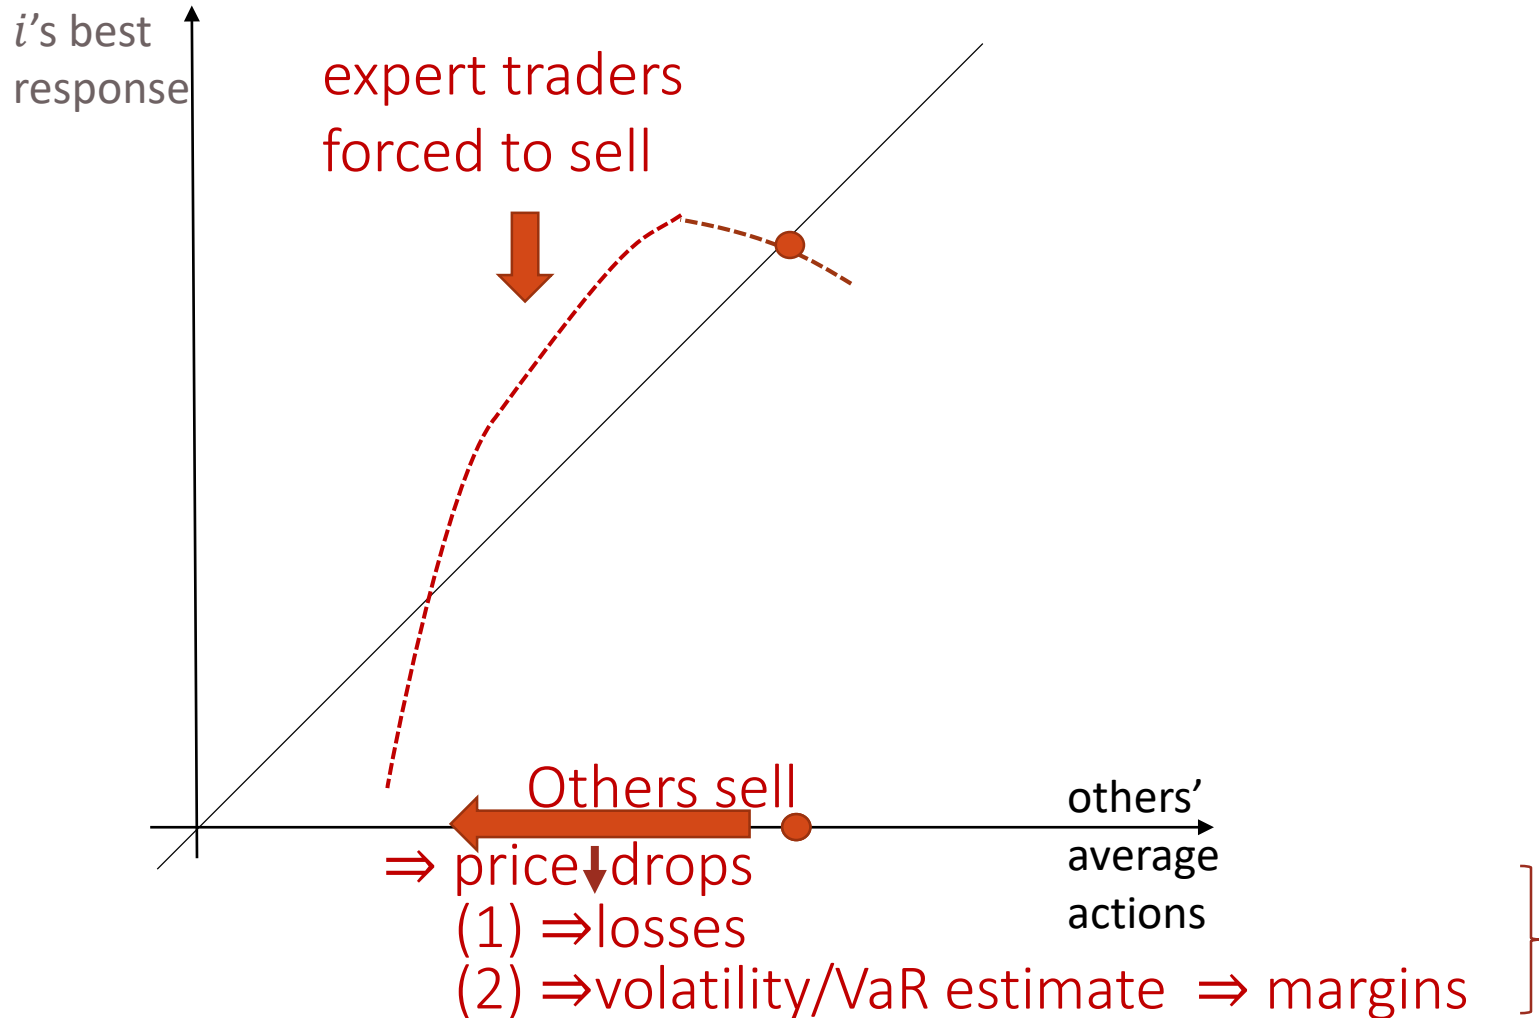 i's best
response
expert traders
forced to sell
Others sell
others'
average
actions
⇒ price drops
(1) ⇒losses
(2) ⇒volatility/VaR estimate ⇒ margins